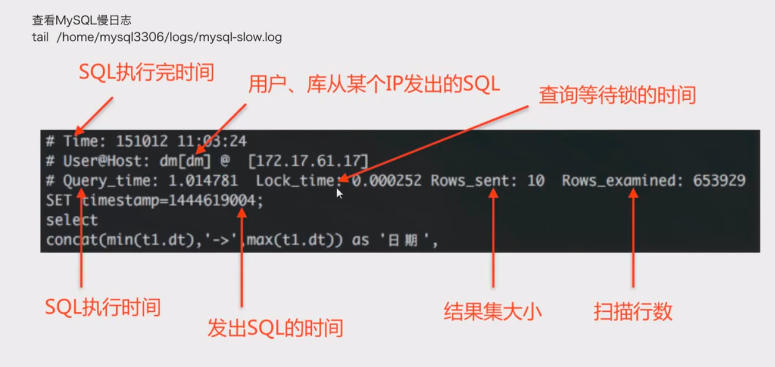 查看MySQL慢日志
tail /home/mysql3306/logs/mysql-slow.log
SQL执行完时间
用户、库从某个IP发出的SQL
查询等待锁的时间
# Time: 151012 11:03:24
# User@Host: dm[dm] @ [172.17.61.17]
# Query_time: 1.014781 Lock_time: 0.000252 Rows_sent: 10 Rows_examined: 653929
SET timestamp=1444619004;
select
concat(min(t1.dt),'->',max(t1.dt)) as '日期',
SQL执行时间
发出SQL的时间
结果集大小
扫描行数